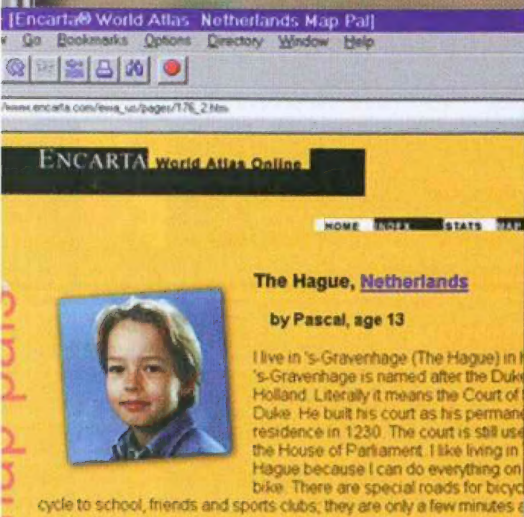 [Encarta® World Atlas Netherlands Map Pal]
Go Bookmarks Options Directory Window Help
/www.encarta.com/ewa_us/pages/176_2.htm
ENCARTA World Atlas Online
HOME INDEX STATS MAP
map pals
The Hague, Netherlands
by Pascal, age 13
I live in 's-Gravenhage (The Hague) in
's-Gravenhage is named after the Duke
Holland. Literally it means the Court of
Duke. He built his court as his
residence in 1230. The court is still
the House of Parliament. I like living in
Hague because I can do everything on
bike. There are special roads for
cycle to school, friends and sports clubs; they are only a few minutes